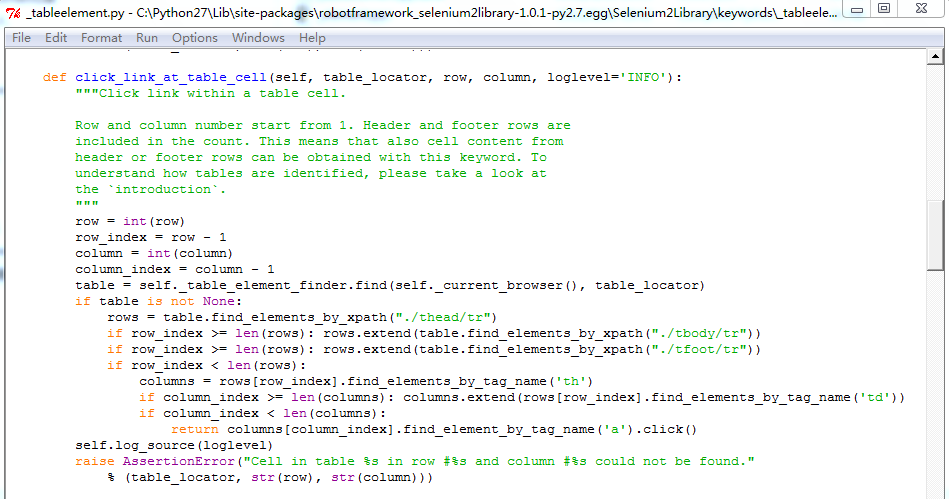 _tableelement.py - C:\Python27\Lib\site-packages\robotframework_selenium2library-1.0.1-py2.7.egg\Selenium2Library\keywords\_tableele...
File Edit Format Run Options Windows Help
    def click_link_at_table_cell(self, table_locator, row, column, loglevel='INFO'):
        """Click link within a table cell.

        Row and column number start from 1. Header and footer rows are
        included in the count. This means that also cell content from
        header or footer rows can be obtained with this keyword. To
        understand how tables are identified, please take a look at
        the `introduction`.
        """
        row = int(row)
        row_index = row - 1
        column = int(column)
        column_index = column - 1
        table = self._table_element_finder.find(self._current_browser(), table_locator)
        if table is not None:
            rows = table.find_elements_by_xpath("./thead/tr")
            if row_index >= len(rows): rows.extend(table.find_elements_by_xpath("./tbody/tr"))
            if row_index >= len(rows): rows.extend(table.find_elements_by_xpath("./tfoot/tr"))
            if row_index < len(rows):
                columns = rows[row_index].find_elements_by_tag_name('th')
                if column_index >= len(columns): columns.extend(rows[row_index].find_elements_by_tag_name('td'))
                if column_index < len(columns):
                    return columns[column_index].find_element_by_tag_name('a').click()
        self.log_source(loglevel)
        raise AssertionError("Cell in table %s in row #%s and column #%s could not be found."
            % (table_locator, str(row), str(column)))